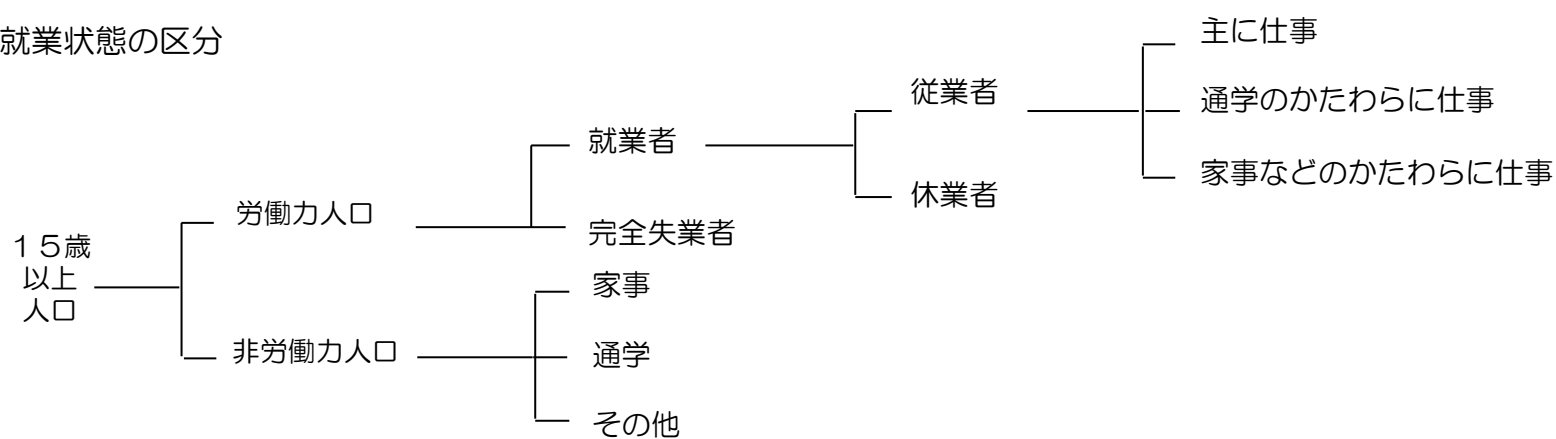 就業状態の区分
主に仕事
従業者
通学のかたわらに仕事
就業者
家事などのかたわらに仕事
休業者
労働力人口
完全失業者
１５歳
以上
人口
家事
非労働力人口
通学
その他